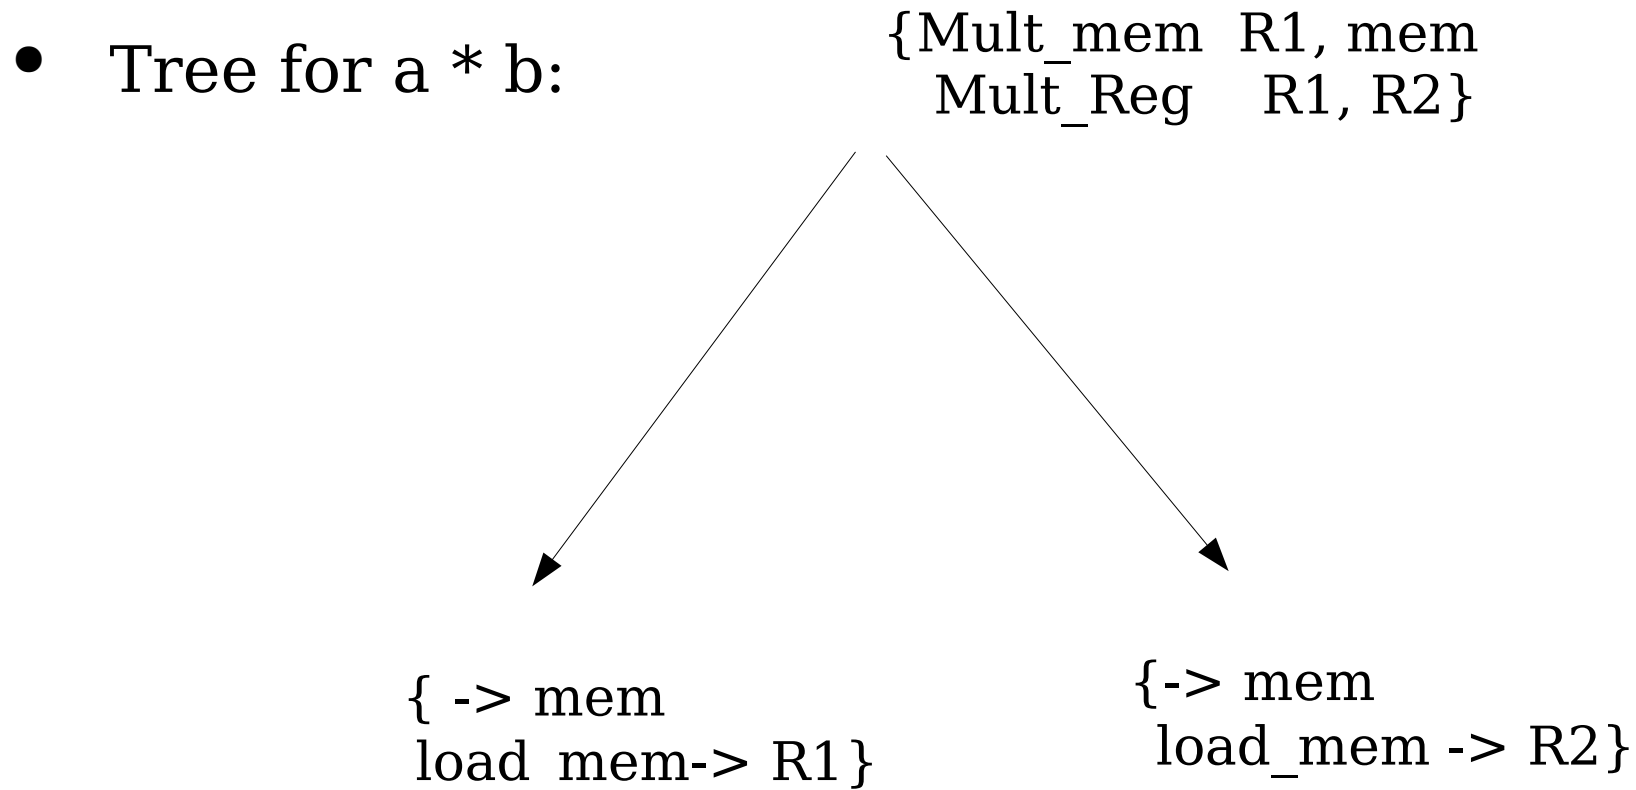 • Tree for a * b:
{Mult_mem R1, mem
Mult_Reg R1, R2}
{ -> mem
load mem-> R1}
{-> mem
load_mem -> R2}